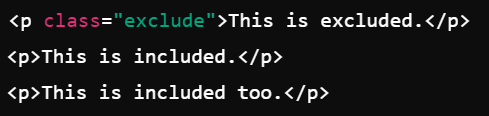 <p class="exclude">This is excluded.</p>
<p>This is included.</p>
<p>This is included too.</p>